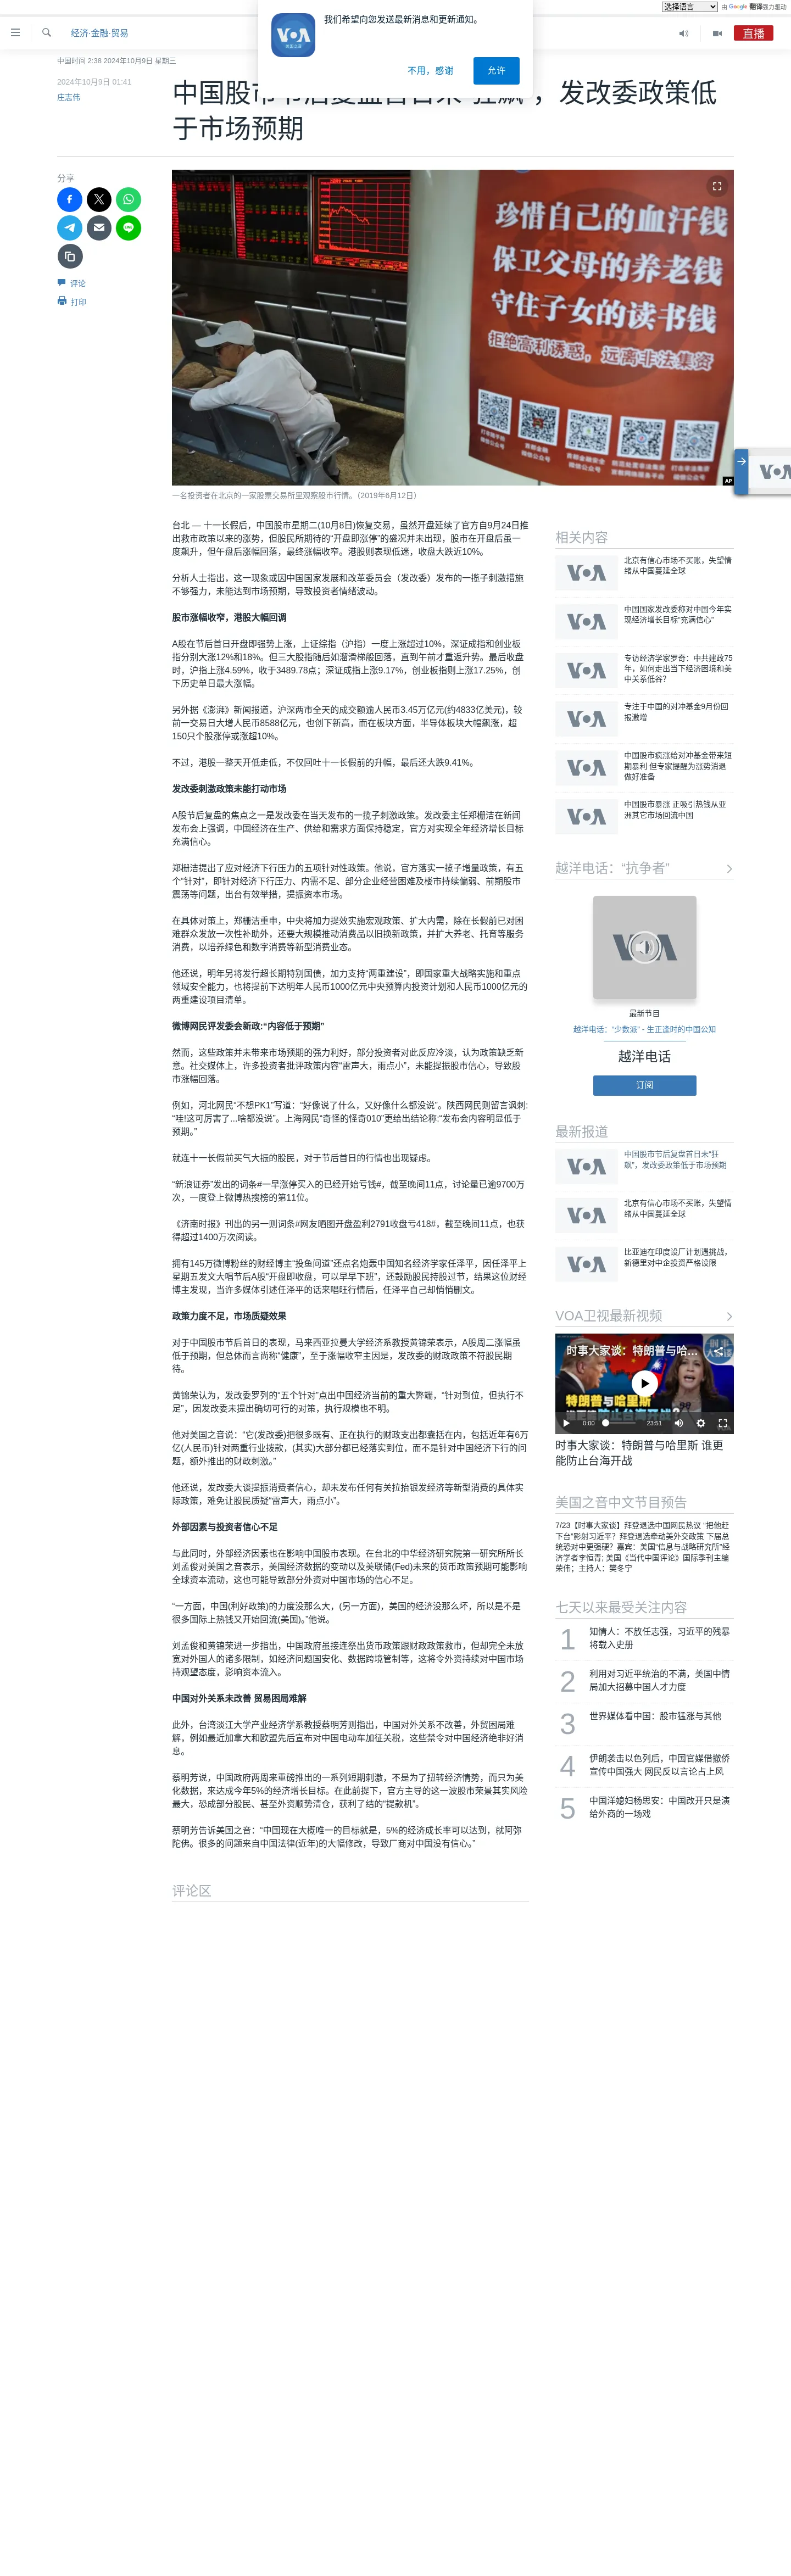 选择语言
由 Google 翻译强力驱动
我们希望向您发送最新消息和更新通知。
不用，感谢
允许
经济·金融·贸易
直播
中国时间 2:38 2024年10月9日 星期三
2024年10月9日 01:41
庄志伟
，发改委政策低
于市场预期
分享
评论
打印
珍惜自己的血汗钱
保卫父母的养老钱
守住子女的读书钱
拒绝高利诱惑，远离非法集资
AP
一名投资者在北京的一家股票交易所里观察股市行情。（2019年6月12日）
台北 — 十一长假后，中国股市星期二(10月8日)恢复交易，虽然开盘延续了官方自9月24日推
出救市政策以来的涨势，但股民所期待的“开盘即涨停”的盛况并未出现，股市在开盘后虽一
度飙升，但午盘后涨幅回落，最终涨幅收窄。港股则表现低迷，收盘大跌近10%。
分析人士指出，这一现象或因中国国家发展和改革委员会（发改委）发布的一揽子刺激措施
不够强力，未能达到市场预期，导致投资者情绪波动。
股市涨幅收窄，港股大幅回调
A股在节后首日开盘即强势上涨，上证综指（沪指）一度上涨超过10%，深证成指和创业板
指分别大涨12%和18%。但三大股指随后如溜滑梯般回落，直到午前才重返升势。最后收盘
时，沪指上涨4.59%，收于3489.78点；深证成指上涨9.17%，创业板指则上涨17.25%，创
下历史单日最大涨幅。
另外据《澎湃》新闻报道，沪深两市全天的成交额逾人民币3.45万亿元(约4833亿美元)，较
前一交易日大增人民币8588亿元，也创下新高，而在板块方面，半导体板块大幅飙涨，超
150只个股涨停或涨超10%。
不过，港股一整天开低走低，不仅回吐十一长假前的升幅，最后还大跌9.41%。
发改委刺激政策未能打动市场
A股节后复盘的焦点之一是发改委在当天发布的一揽子刺激政策。发改委主任郑栅洁在新闻
发布会上强调，中国经济在生产、供给和需求方面保持稳定，官方对实现全年经济增长目标
充满信心。
郑栅洁提出了应对经济下行压力的五项针对性政策。他说，官方落实一揽子增量政策，有五
个“针对”，即针对经济下行压力、内需不足、部分企业经营困难及楼市持续偏弱、前期股市
震荡等问题，出台有效举措，提振资本市场。
在具体对策上，郑栅洁重申，中央将加力提效实施宏观政策、扩大内需，除在长假前已对困
难群众发放一次性补助外，还要大规模推动消费品以旧换新政策，并扩大养老、托育等服务
消费，以培养绿色和数字消费等新型消费业态。
他还说，明年另将发行超长期特别国债，加力支持“两重建设”，即国家重大战略实施和重点
领域安全能力，也将提前下达明年人民币1000亿元中央预算内投资计划和人民币1000亿元的
两重建设项目清单。
微博网民评发委会新政:“内容低于预期”
然而，这些政策并未带来市场预期的强力利好，部分投资者对此反应冷淡，认为政策缺乏新
意。社交媒体上，许多投资者批评政策内容“雷声大，雨点小”，未能提振股市信心，导致股
市涨幅回落。
例如，河北网民“不想PK1”写道：“好像说了什么，又好像什么都没说”。陕西网民则留言讽刺:
“哇!这可厉害了...啥都没说”。上海网民“奇怪的怪奇010”更给出结论称:“发布会内容明显低于
预期。”
就连十一长假前买气大振的股民，对于节后首日的行情也出现疑虑。
“新浪证券”发出的词条#一早涨停买入的已经开始亏钱#，截至晚间11点，讨论量已逾9700万
次，一度登上微博热搜榜的第11位。
《济南时报》刊出的另一则词条#网友晒图开盘盈利2791收盘亏418#，截至晚间11点，也获
得超过1400万次阅读。
拥有145万微博粉丝的财经博主“投鱼问道”还点名炮轰中国知名经济学家任泽平，因任泽平上
星期五发文大唱节后A股“开盘即收盘，可以早早下班”，还鼓励股民持股过节，结果这位财经
博主发现，当许多媒体引述任泽平的话来唱旺行情后，任泽平自己却悄悄删文。
政策力度不足，市场质疑效果
对于中国股市节后首日的表现，马来西亚拉曼大学经济系教授黄锦荣表示，A股周二涨幅虽
低于预期，但总体而言尚称“健康”，至于涨幅收窄主因是，发改委的财政政策不符股民期
待。
黄锦荣认为，发改委罗列的“五个针对”点出中国经济当前的重大弊端，“针对到位，但执行不
足”，因发改委未提出确切可行的对策，执行规模也不明。
他对美国之音说：“它(发改委)把很多既有、正在执行的财政支出都囊括在内，包括近年有6万
亿(人民币)针对两重行业拨款，(其实)大部分都已经落实到位，而不是针对中国经济下行的问
题，额外推出的财政刺激。”
他还说，发改委大谈提振消费者信心，却未发布任何有关拉抬银发经济等新型消费的具体实
际政策，难免让股民质疑“雷声大，雨点小”。
外部因素与投资者信心不足
与此同时，外部经济因素也在影响中国股市表现。在台北的中华经济研究院第一研究所所长
刘孟俊对美国之音表示，美国经济数据的变动以及美联储(Fed)未来的货币政策预期可能影响
全球资本流动，这也可能导致部分外资对中国市场的信心不足。
“一方面，中国(利好政策)的力度没那么大，(另一方面)，美国的经济没那么坏，所以是不是
很多国际上热钱又开始回流(美国)。”他说。
刘孟俊和黄锦荣进一步指出，中国政府虽接连祭出货币政策跟财政政策救市，但却完全未放
宽对外国人的诸多限制，如经济问题国安化、数据跨境管制等，这将令外资持续对中国市场
持观望态度，影响资本流入。
中国对外关系未改善 贸易困局难解
此外，台湾淡江大学产业经济学系教授蔡明芳则指出，中国对外关系不改善，外贸困局难
解，例如最近加拿大和欧盟先后宣布对中国电动车加征关税，这些禁令对中国经济绝非好消
息。
蔡明芳说，中国政府两周来重磅推出的一系列短期刺激，不是为了扭转经济情势，而只为美
化数据，来达成今年5%的经济增长目标。在此前提下，官方主导的这一波股市荣景其实风险
最大，恐成部分股民、甚至外资顺势清仓，获利了结的“提款机”。
蔡明芳告诉美国之音：“中国现在大概唯一的目标就是，5%的经济成长率可以达到，就阿弥
陀佛。很多的问题来自中国法律(近年)的大幅修改，导致厂商对中国没有信心。”
评论区
相关内容
北京有信心市场不买账，失望情
绪从中国蔓延全球
中国国家发改委称对中国今年实
现经济增长目标“充满信心”
专访经济学家罗奇：中共建政75
年，如何走出当下经济困境和美
中关系低谷？
专注于中国的对冲基金9月份回
报激增
中国股市疯涨给对冲基金带来短
期暴利 但专家提醒为涨势消退
做好准备
中国股市暴涨 正吸引热钱从亚
洲其它市场回流中国
越洋电话：“抗争者”
最新节目
越洋电话：“少数派” - 生正逢时的中国公知
越洋电话
订阅
最新报道
中国股市节后复盘首日未“狂
飙”，发改委政策低于市场预期
北京有信心市场不买账，失望情
绪从中国蔓延全球
比亚迪在印度设厂计划遇挑战，
新德里对中企投资严格设限
VOA卫视最新视频
时事大家谈：特朗普与哈...
特朗普与哈里斯
0:00
23:51
时事大家谈：特朗普与哈里斯 谁更
能防止台海开战
美国之音中文节目预告
7/23【时事大家谈】拜登退选中国网民热议 “把他赶
下台”影射习近平？拜登退选牵动美外交政策 下届总
统恐对中更强硬？嘉宾：美国“信息与战略研究所”经
济学者李恒青; 美国《当代中国评论》国际季刊主编
荣伟；主持人：樊冬宁
七天以来最受关注内容
1 知情人：不放任志强，习近平的残暴
将载入史册
2 利用对习近平统治的不满，美国中情
局加大招募中国人才力度
3 世界媒体看中国：股市猛涨与其他
4 伊朗袭击以色列后，中国官媒借撤侨
宣传中国强大 网民反以言论占上风
5 中国洋媳妇杨思安：中国改开只是演
给外商的一场戏